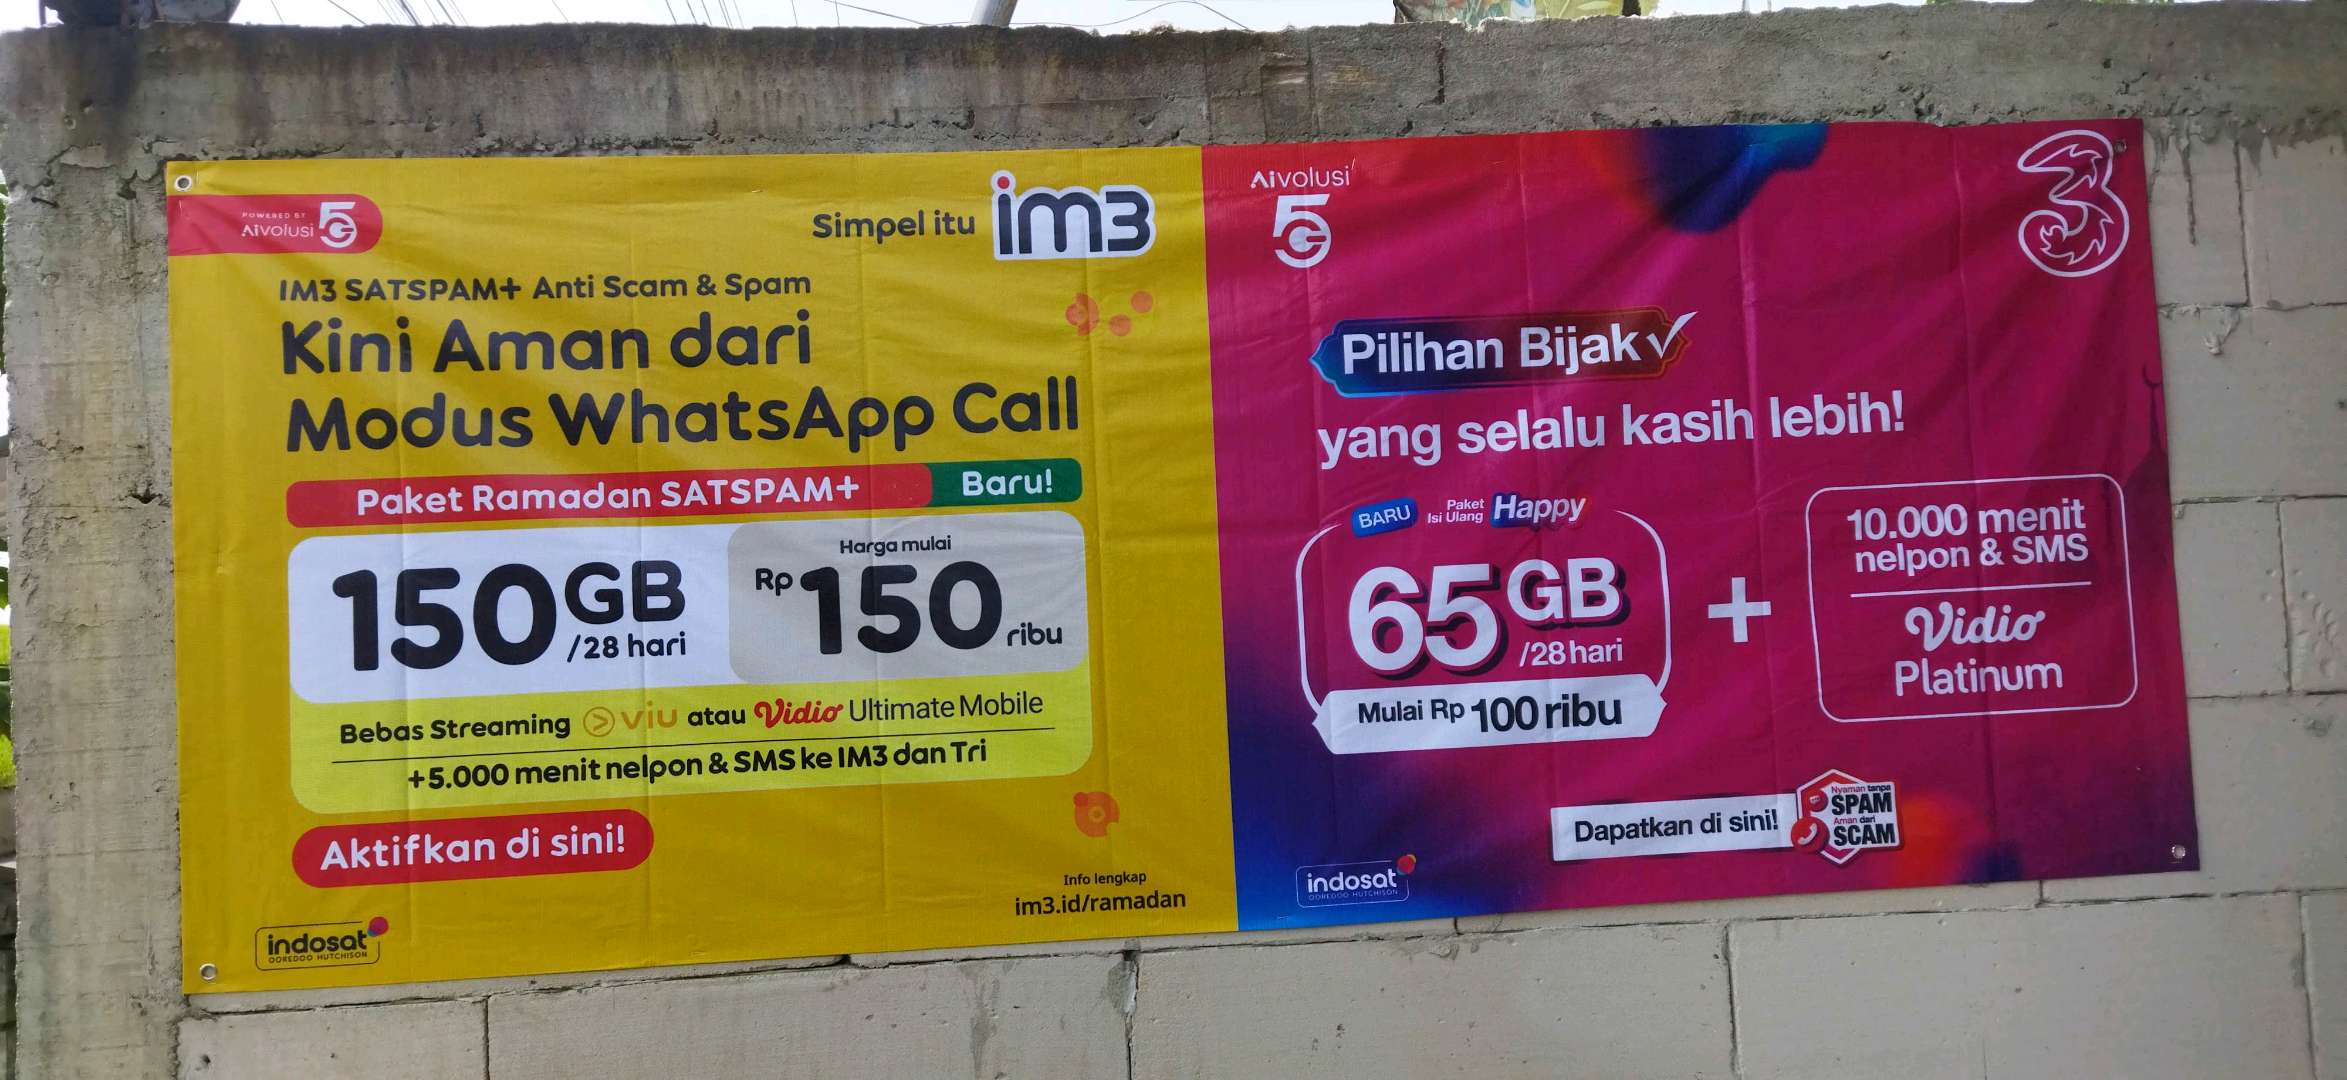 POWERED BY
AIvolusi 5G
Simpel itu im3
IM3 SATSPAM+ Anti Scam & Spam
Kini Aman dari
Modus WhatsApp Call
Paket Ramadan SATSPAM+ Baru!
150GB
/28 hari
Harga mulai
Rp150 ribu
Bebas Streaming viu atau Vidio Ultimate Mobile
+5.000 menit nelpon & SMS ke IM3 dan Tri
Aktifkan di sini!
Info lengkap
im3.id/ramadan
indosat
OOREDOO HUTCHISON
AIvolusi
5G
3
Pilihan Bijak
yang selalu kasih lebih!
BARU Paket Isi Ulang Happy
65GB
/28 hari
Mulai Rp 100 ribu
+
10.000 menit
nelpon & SMS
Vidio
Platinum
Dapatkan di sini!
Nyaman tanpa
SPAM
Aman dari
SCAM
indosat
OOREDOO HUTCHISON